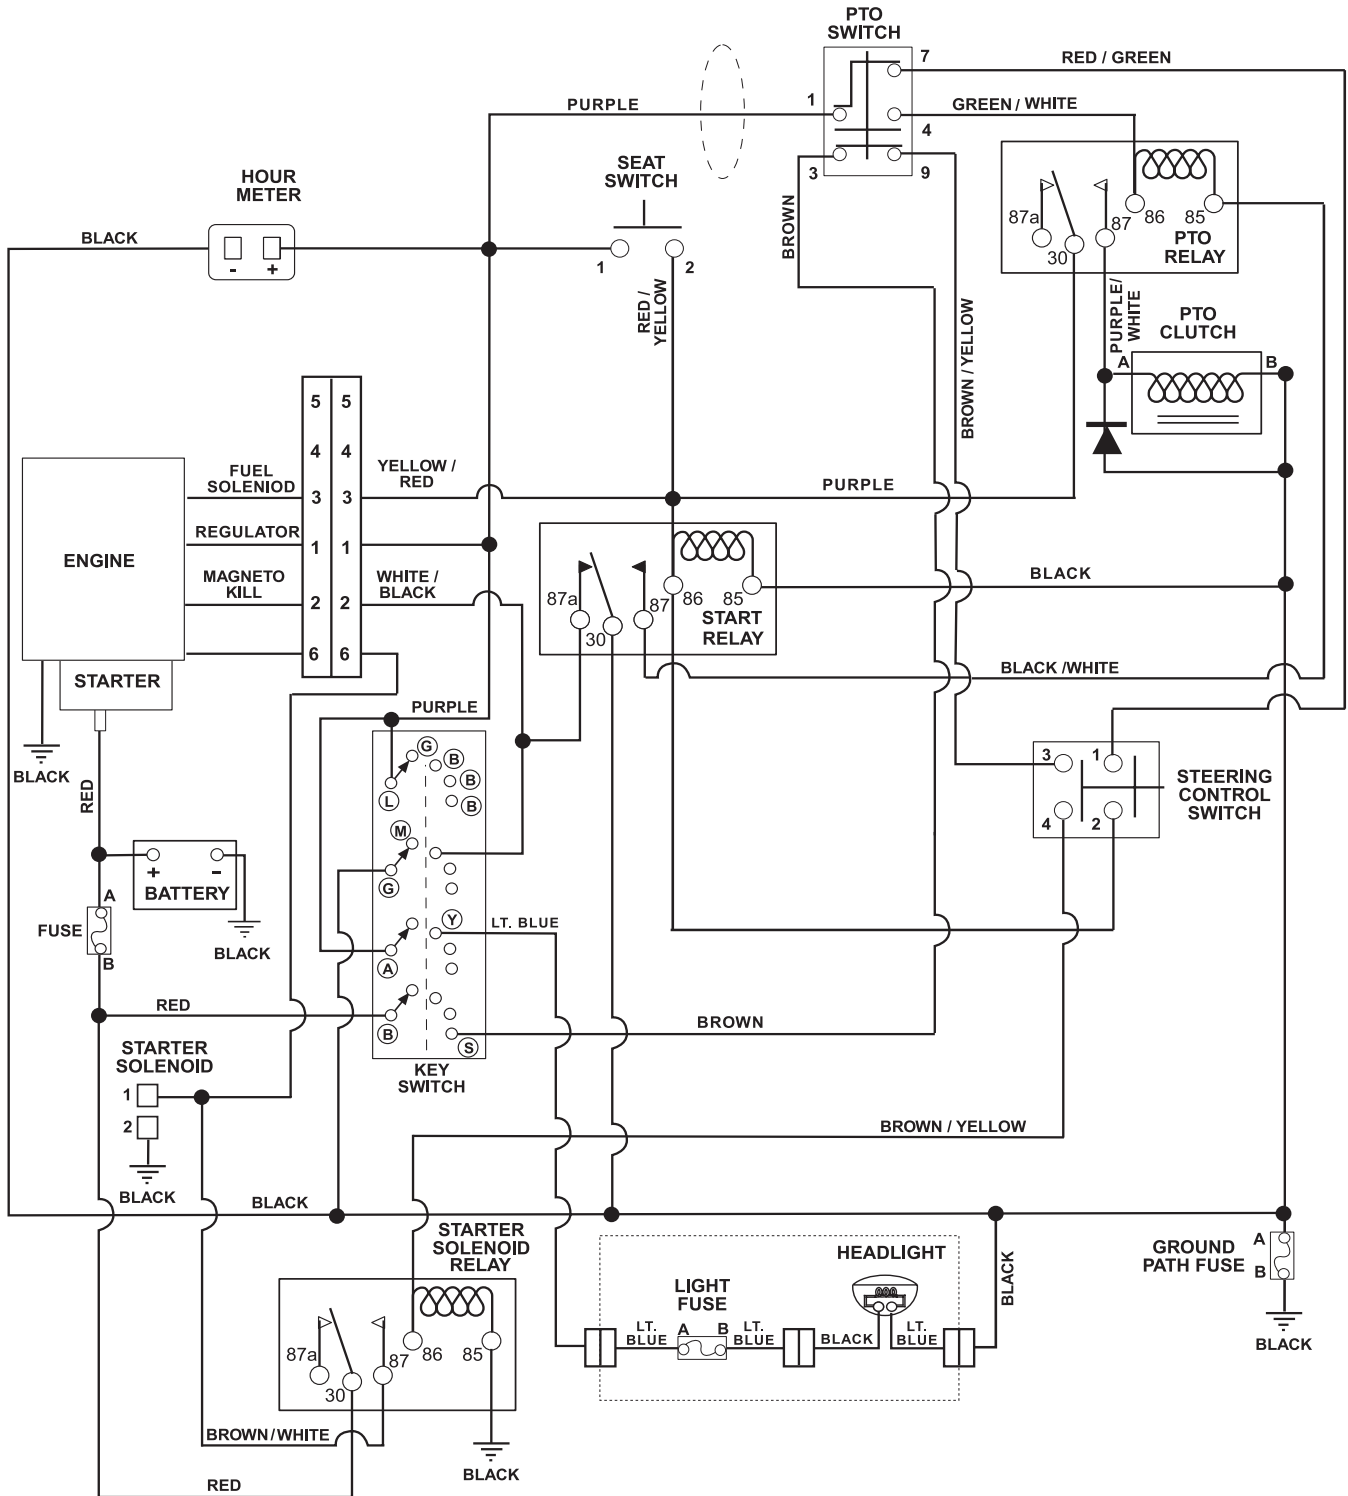 PTO
SWITCH
7
RED / GREEN
1
PURPLE
GREEN / WHITE
4
3
9
SEAT
SWITCH
HOUR
METER
BROWN
87a
30
87
86
85
PTO
RELAY
BLACK
-
+
1
2
RED /
YELLOW
BROWN / YELLOW
PURPLE/
WHITE
PTO
CLUTCH
A
B
5
5
4
4
FUEL
SOLENIOD
3
3
YELLOW /
RED
PURPLE
REGULATOR
1
1
ENGINE
MAGNETO
KILL
2
2
WHITE /
BLACK
6
6
87a
30
87
86
85
START
RELAY
BLACK
BLACK /WHITE
STARTER
BLACK
RED
PURPLE
G
B
B
B
L
M
G
Y
A
B
S
LT. BLUE
KEY
SWITCH
3
1
4
2
STEERING
CONTROL
SWITCH
+
-
BATTERY
BLACK
A
FUSE
B
RED
BROWN
STARTER
SOLENOID
1
2
BLACK
BROWN / YELLOW
BLACK
STARTER
SOLENOID
RELAY
87a
30
87
86
85
BROWN/WHITE
RED
BLACK
LIGHT
FUSE
HEADLIGHT
LT.
BLUE
A
B
LT.
BLUE
BLACK
LT.
BLUE
BLACK
GROUND
PATH FUSE
A
B
BLACK